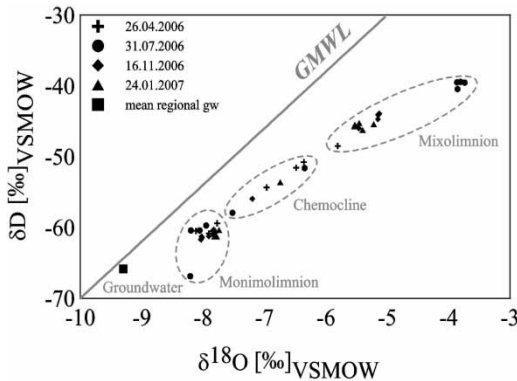 -30
-40
-50
-60
-70
δD [‰]VSMOW
26.04.2006
31.07.2006
16.11.2006
24.01.2007
mean regional gw
GMWL
Mixolimnion
Chemocline
Groundwater
Monimolimnion
-10 -9 -8 -7 -6 -5 -4 -3
δ18O [‰]VSMOW